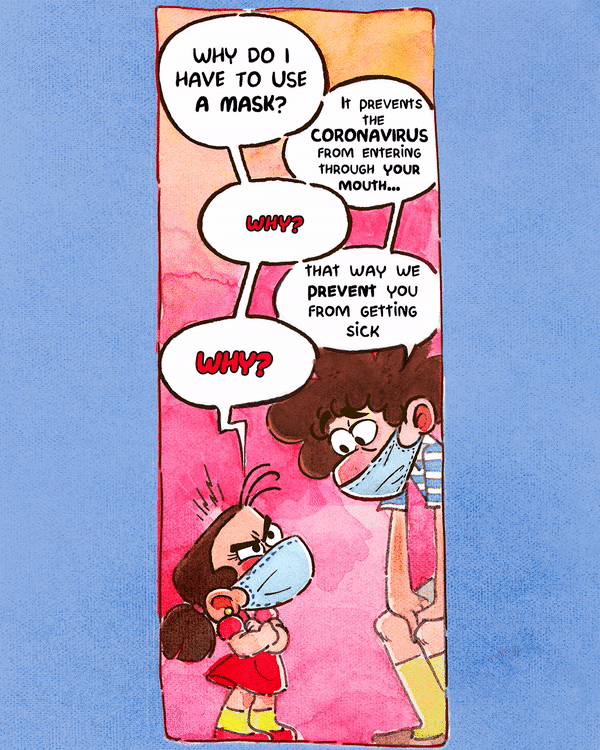 WHY DO I
HAVE TO USE
A MASK?
IT PREVENTS
THE
CORONAVIRUS
FROM ENTERING
THROUGH YOUR
MOUTH...
WHY?
THAT WAY WE
PREVENT YOU
FROM GETTING
SICK
WHY?